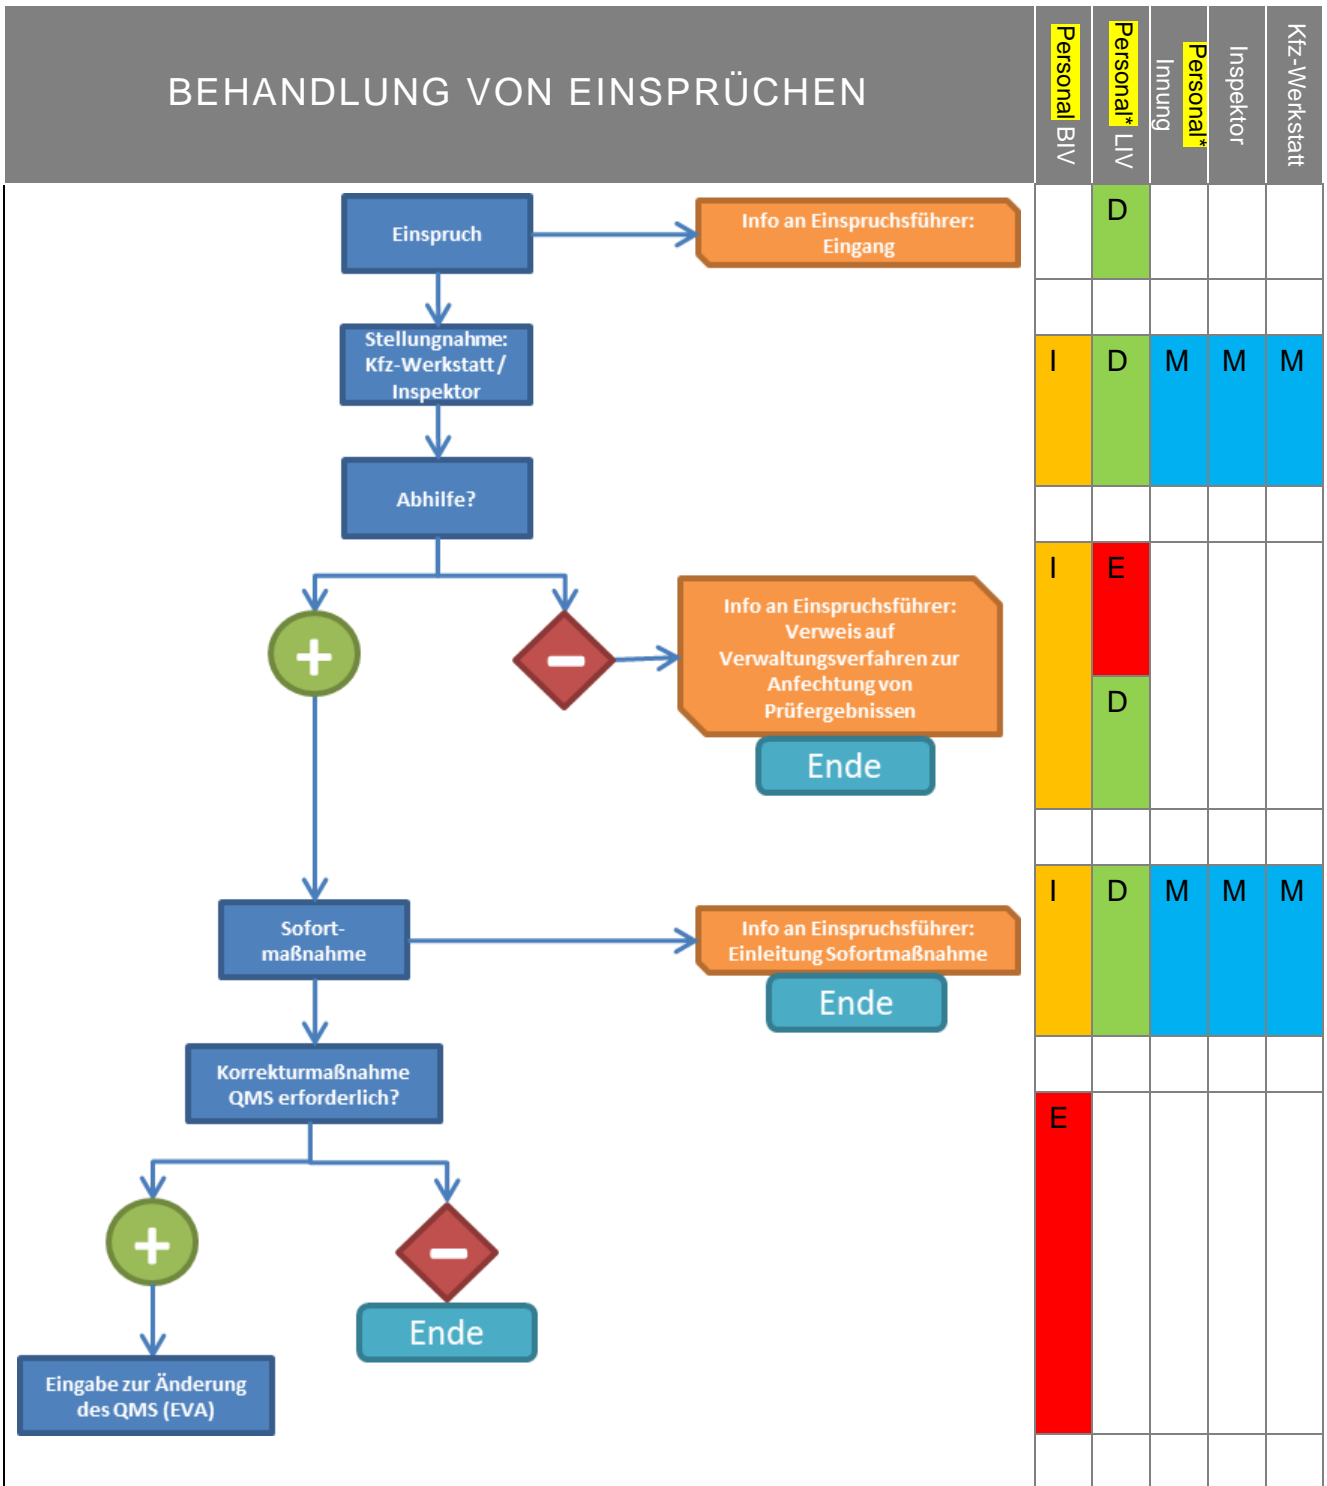 BEHANDLUNG VON EINSPRÜCHEN
Personal BIV
Personal* LIV
Personal*
Innung
Inspektor
Kfz-Werkstatt
Einspruch
Info an Einspruchsführer:
Eingang
D
Stellungnahme:
Kfz-Werkstatt /
Inspektor
I D M M M
Abhilfe?
I E
Info an Einspruchsführer:
Verweis auf
Verwaltungsverfahren zur
Anfechtung von
Prüfergebnissen
D
Ende
Sofort-
maßnahme
Info an Einspruchsführer:
Einleitung Sofortmaßnahme
Ende
I D M M M
Korrekturmaßnahme
QMS erforderlich?
E
Ende
Eingabe zur Änderung
des QMS (EVA)